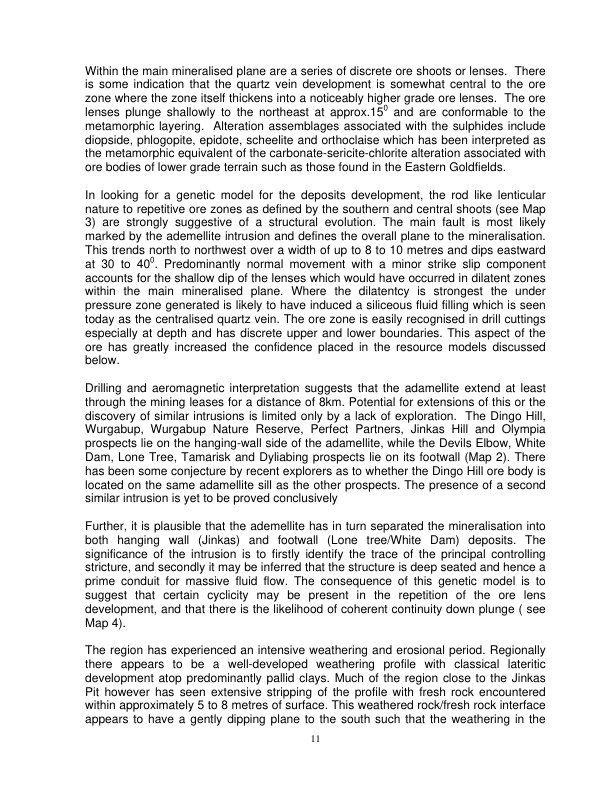 Within the main mineralised plane are a series of discrete ore shoots or lenses.  There
is some indication that the quartz vein development is somewhat central to the ore
zone where the zone itself thickens into a noticeably higher grade ore lenses.  The ore
lenses plunge shallowly to the northeast at approx.15⁰ and are conformable to the
metamorphic layering.  Alteration assemblages associated with the sulphides include
diopside, phlogopite, epidote, scheelite and orthoclaise which has been interpreted as
the metamorphic equivalent of the carbonate-sericite-chlorite alteration associated with
ore bodies of lower grade terrain such as those found in the Eastern Goldfields.

In looking for a genetic model for the deposits development, the rod like lenticular
nature to repetitive ore zones as defined by the southern and central shoots (see Map
3) are strongly suggestive of a structural evolution. The main fault is most likely
marked by the ademellite intrusion and defines the overall plane to the mineralisation.
This trends north to northwest over a width of up to 8 to 10 metres and dips eastward
at 30 to 40⁰. Predominantly normal movement with a minor strike slip component
accounts for the shallow dip of the lenses which would have occurred in dilatent zones
within the main mineralised plane. Where the dilatentcy is strongest the under
pressure zone generated is likely to have induced a siliceous fluid filling which is seen
today as the centralised quartz vein. The ore zone is easily recognised in drill cuttings
especially at depth and has discrete upper and lower boundaries. This aspect of the
ore has greatly increased the confidence placed in the resource models discussed
below.

Drilling and aeromagnetic interpretation suggests that the adamellite extend at least
through the mining leases for a distance of 8km. Potential for extensions of this or the
discovery of similar intrusions is limited only by a lack of exploration.  The Dingo Hill,
Wurgabup, Wurgabup Nature Reserve, Perfect Partners, Jinkas Hill and Olympia
prospects lie on the hanging-wall side of the adamellite, while the Devils Elbow, White
Dam, Lone Tree, Tamarisk and Dyliabing prospects lie on its footwall (Map 2). There
has been some conjecture by recent explorers as to whether the Dingo Hill ore body is
located on the same adamellite sill as the other prospects. The presence of a second
similar intrusion is yet to be proved conclusively

Further, it is plausible that the ademellite has in turn separated the mineralisation into
both hanging wall (Jinkas) and footwall (Lone tree/White Dam) deposits. The
significance of the intrusion is to firstly identify the trace of the principal controlling
stricture, and secondly it may be inferred that the structure is deep seated and hence a
prime conduit for massive fluid flow. The consequence of this genetic model is to
suggest that certain cyclicity may be present in the repetition of the ore lens
development, and that there is the likelihood of coherent continuity down plunge ( see
Map 4).

The region has experienced an intensive weathering and erosional period. Regionally
there appears to be a well-developed weathering profile with classical lateritic
development atop predominantly pallid clays. Much of the region close to the Jinkas
Pit however has seen extensive stripping of the profile with fresh rock encountered
within approximately 5 to 8 metres of surface. This weathered rock/fresh rock interface
appears to have a gently dipping plane to the south such that the weathering in the
11